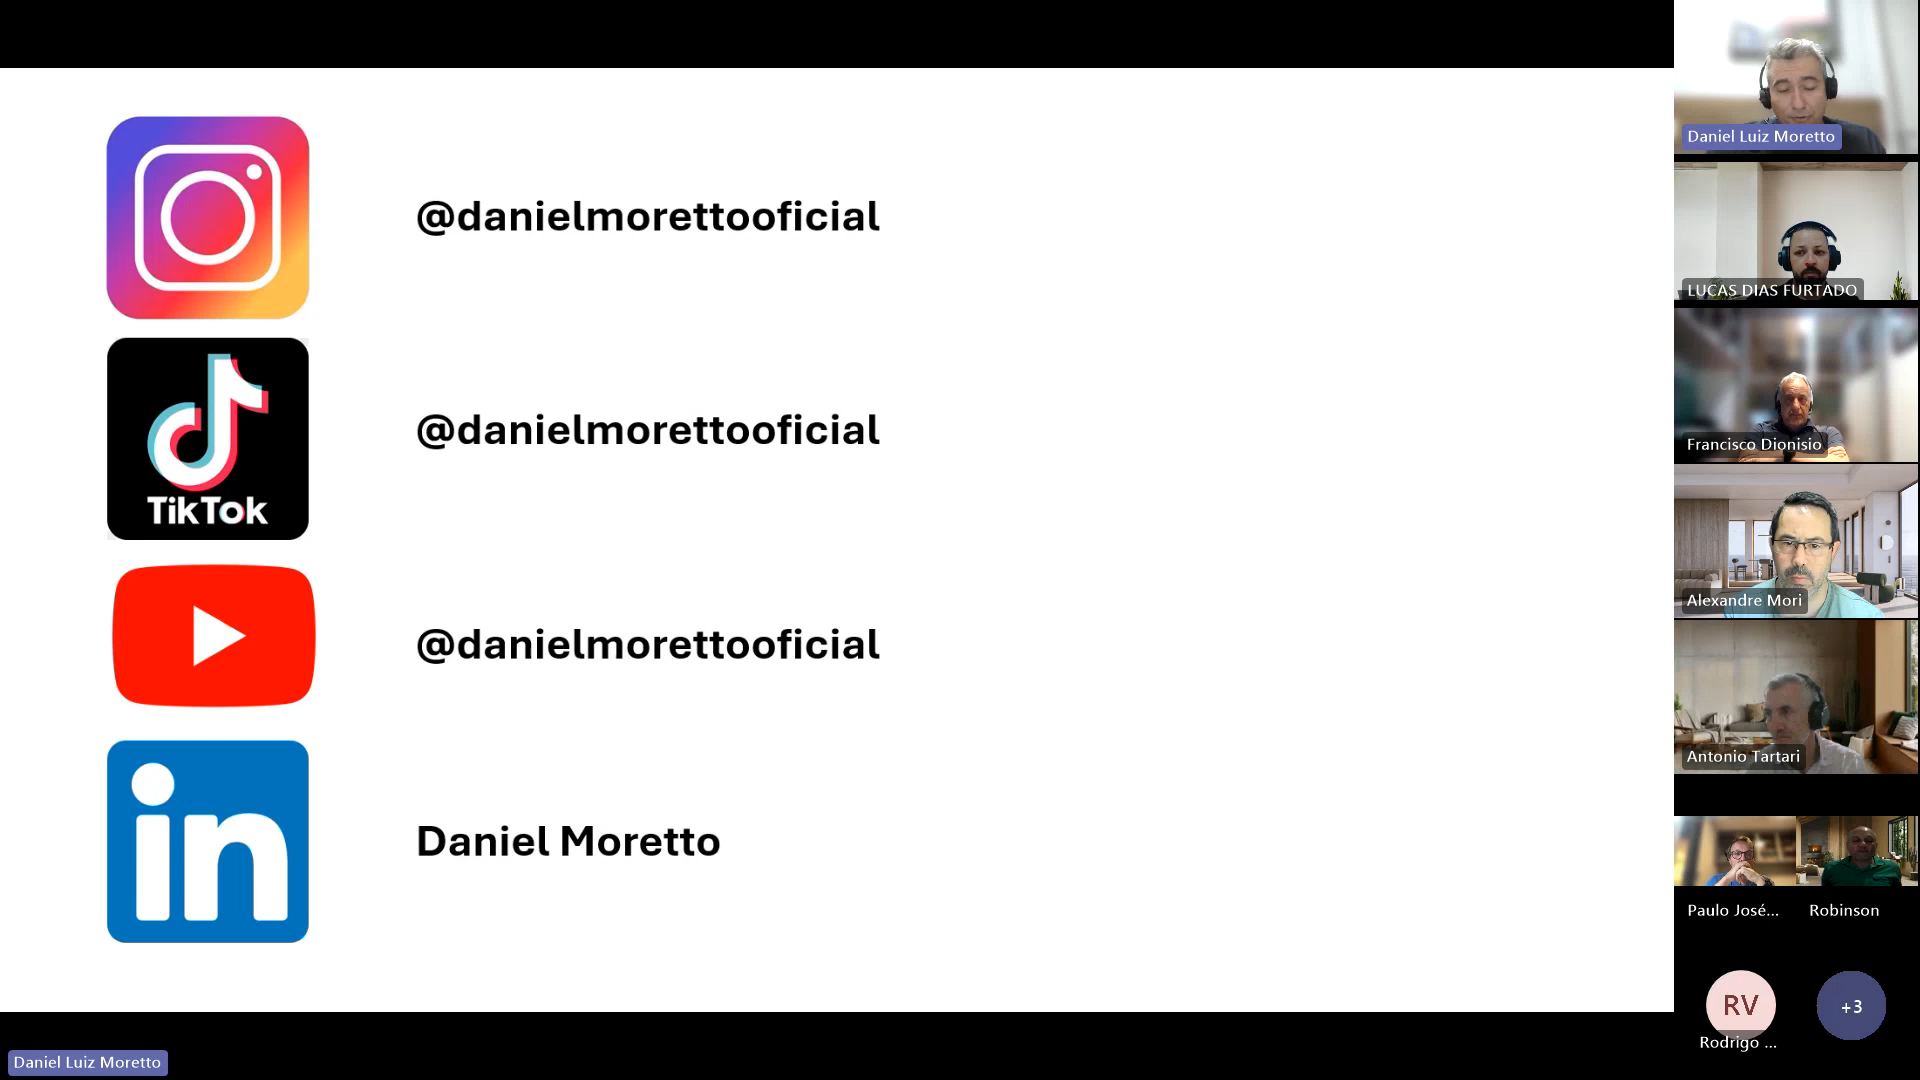 @danielmorettooficial
TikTok
@danielmorettooficial
@danielmorettooficial
in
Daniel Moretto
Daniel Luiz Moretto
Daniel Luiz Moretto
LUCAS DIAS FURTADO
Francisco Dionisio
Alexandre Mori
Antonio Tartari
Paulo José...
Robinson
RV
+3
Rodrigo ...